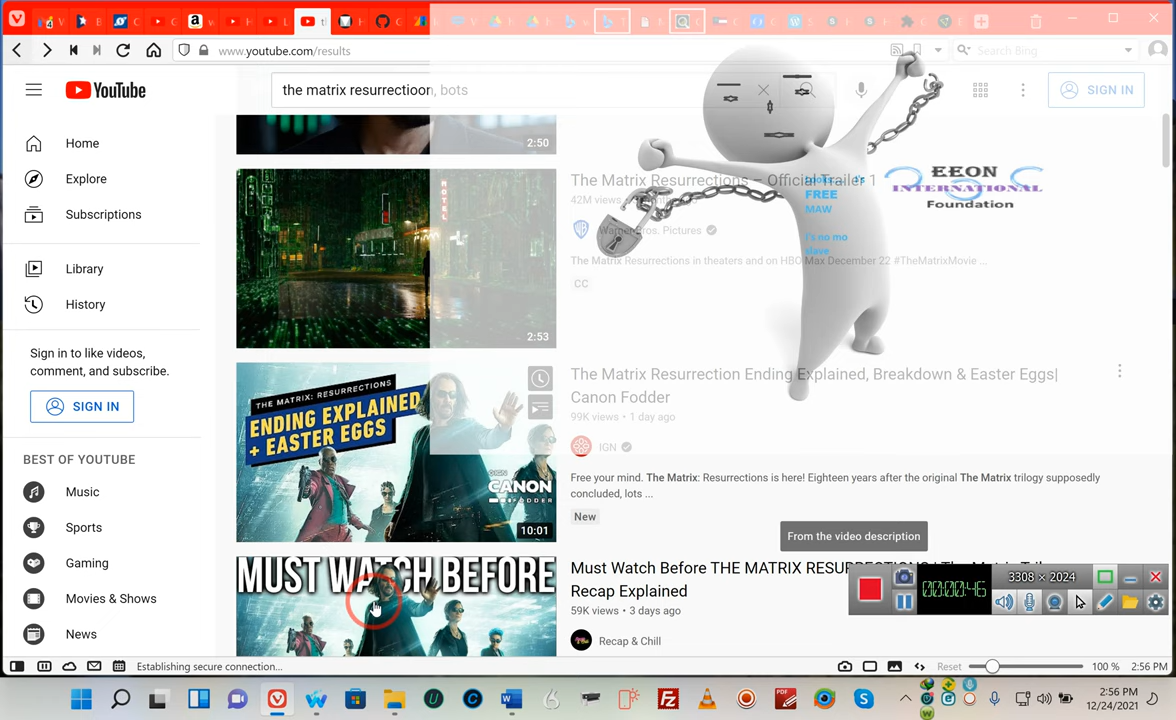 www.youtube.com/results
Search Bing
YouTube
the matrix resurrectioon, bots
SIGN IN
Home
Explore
Subscriptions
Library
History
Sign in to like videos,
comment, and subscribe.
SIGN IN
BEST OF YOUTUBE
Music
Sports
Gaming
Movies & Shows
News
2:50
MOTEL
2:53
The Matrix Resurrections – Official Trailer 1
42M views
Warner Bros. Pictures
The Matrix Resurrections in theaters and on HBO Max December 22 #TheMatrixMovie ...
CC
FREE
MAW
I's no mo
slave
EEON
INTERNATIONAL
Foundation
THE MATRIX: RESURRECTIONS
ENDING EXPLAINED
+ EASTER EGGS
CANON
FODDER
10:01
The Matrix Resurrection Ending Explained, Breakdown & Easter Eggs|
Canon Fodder
99K views • 1 day ago
IGN
Free your mind. The Matrix: Resurrections is here! Eighteen years after the original The Matrix trilogy supposedly
concluded, lots ...
New
From the video description
MUST WATCH BEFORE
Must Watch Before THE MATRIX RESURRECTIONS
Recap Explained
59K views • 3 days ago
Recap & Chill
3308 × 2024
00:00:46
Establishing secure connection...
Reset
100 %
2:56 PM
2:56 PM
12/24/2021